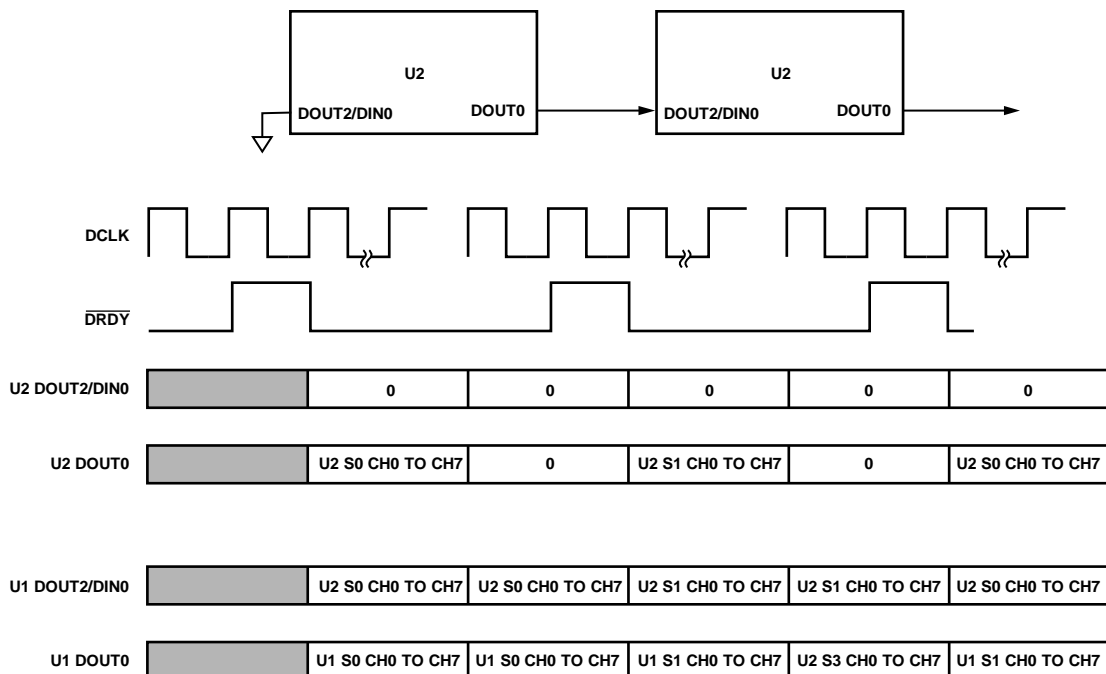 U2 U2
DOUT2/DIN0 DOUT0 DOUT2/DIN0 DOUT0
DCLK
DRDY
U2 DOUT2/DIN0 0 0 0 0 0
U2 DOUT0 U2 S0 CH0 TO CH7 0 U2 S1 CH0 TO CH7 0 U2 S0 CH0 TO CH7
U1 DOUT2/DIN0 U2 S0 CH0 TO CH7 U2 S0 CH0 TO CH7 U2 S1 CH0 TO CH7 U2 S1 CH0 TO CH7 U2 S0 CH0 TO CH7
U1 DOUT0 U1 S0 CH0 TO CH7 U1 S0 CH0 TO CH7 U1 S1 CH0 TO CH7 U2 S3 CH0 TO CH7 U1 S1 CH0 TO CH7